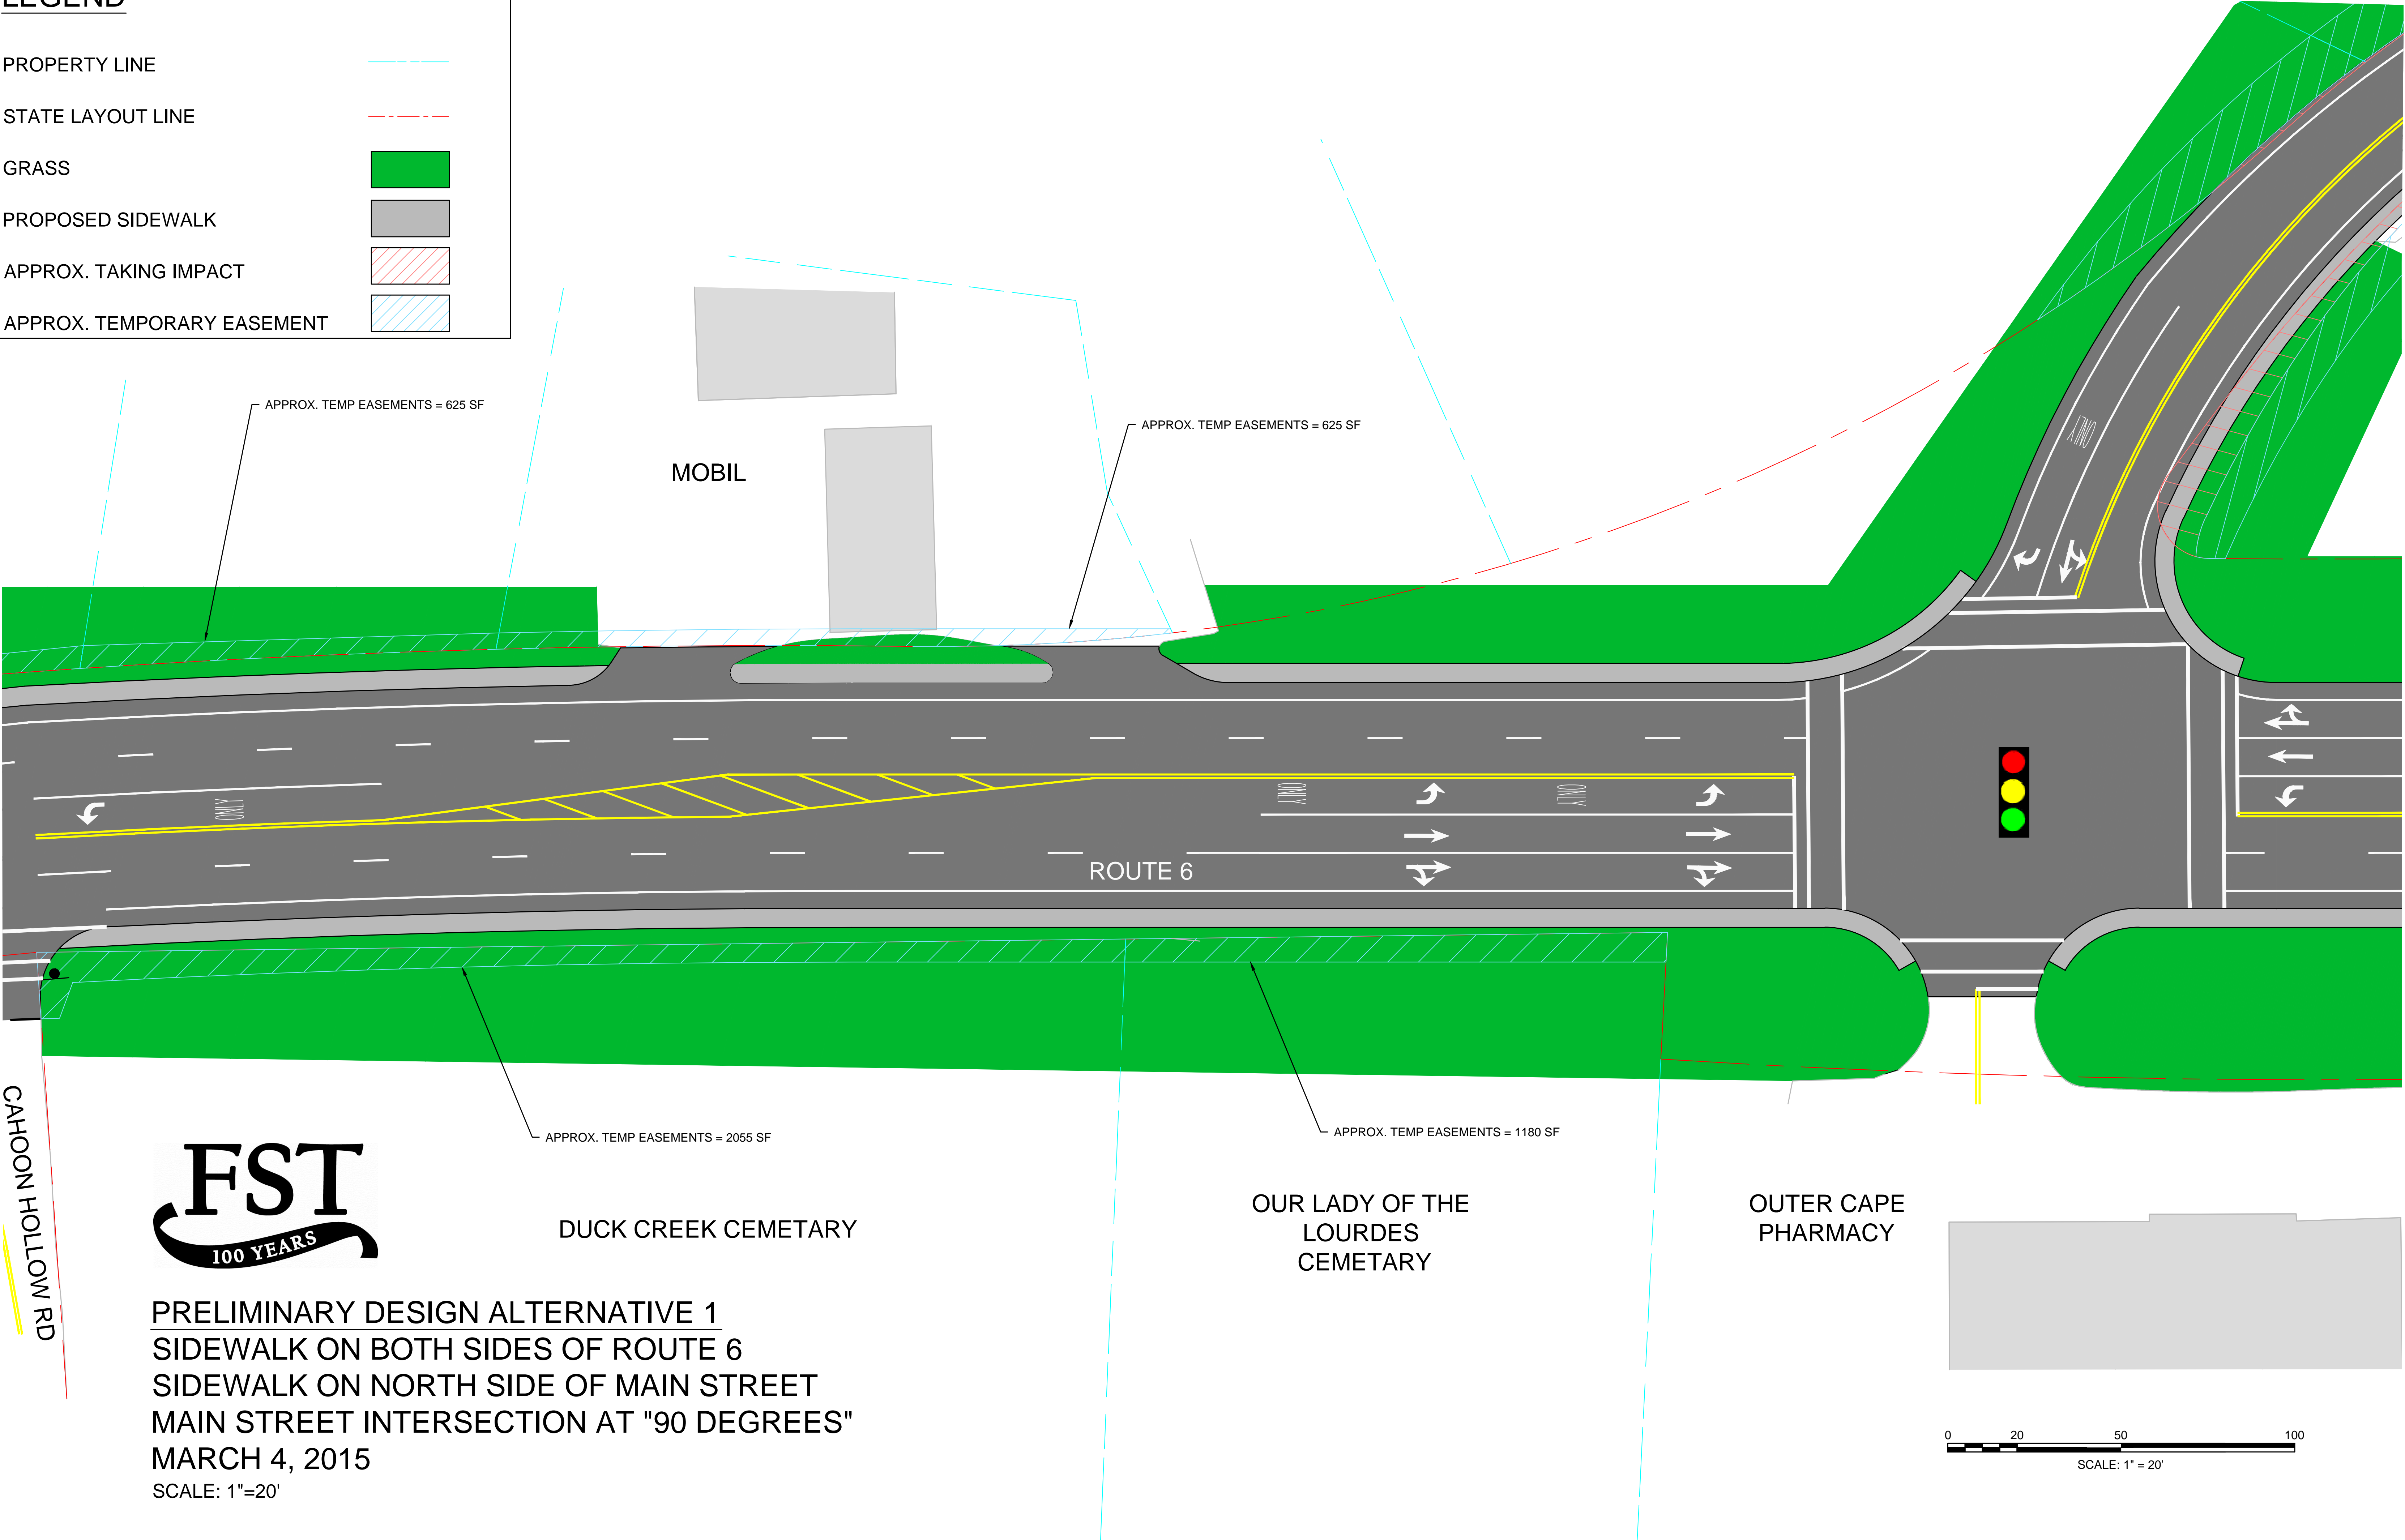 LEGEND
PROPERTY LINE
STATE LAYOUT LINE
GRASS
PROPOSED SIDEWALK
APPROX. TAKING IMPACT
APPROX. TEMPORARY EASEMENT
APPROX. TEMP EASEMENTS = 625 SF
APPROX. TEMP EASEMENTS = 625 SF
MOBIL
ONLY
ONLY
ONLY
ONLY
ROUTE 6
CAHOON HOLLOW RD
APPROX. TEMP EASEMENTS = 2055 SF
APPROX. TEMP EASEMENTS = 1180 SF
FST
100 YEARS
DUCK CREEK CEMETARY
OUR LADY OF THE
LOURDES
CEMETARY
OUTER CAPE
PHARMACY
PRELIMINARY DESIGN ALTERNATIVE 1
SIDEWALK ON BOTH SIDES OF ROUTE 6
SIDEWALK ON NORTH SIDE OF MAIN STREET
MAIN STREET INTERSECTION AT "90 DEGREES"
MARCH 4, 2015
SCALE: 1"=20'
0 20 50 100
SCALE: 1" = 20'